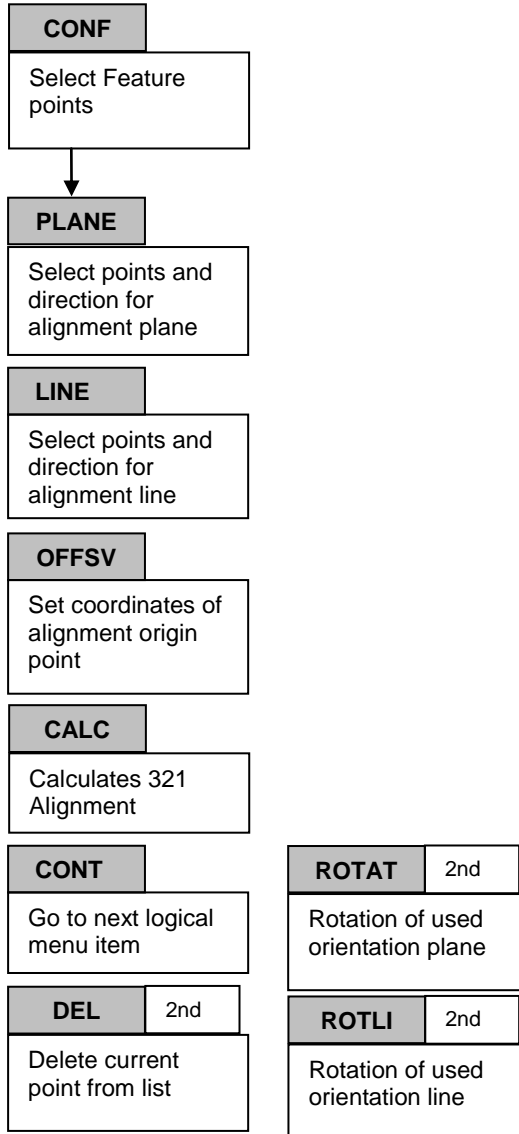 CONF
Select Feature
points
PLANE
Select points and
direction for
alignment plane
LINE
Select points and
direction for
alignment line
OFFSV
Set coordinates of
alignment origin
point
CALC
Calculates 321
Alignment
CONT
Go to next logical
menu item
ROTAT 2nd
Rotation of used
orientation plane
DEL 2nd
Delete current
point from list
ROTLI 2nd
Rotation of used
orientation line